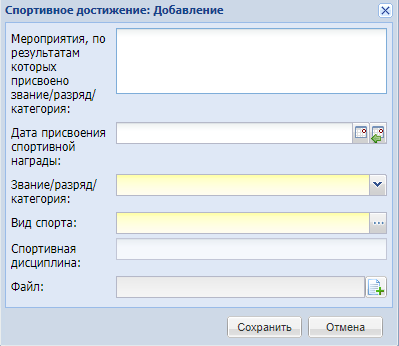 Спортивное достижение: Добавление
Мероприятия, по
результатам
которых
присвоено
звание/разряд/
категория:
Дата присвоения
спортивной
награды:
Звание/разряд/
категория:
Вид спорта:
Спортивная
дисциплина:
Файл:
Сохранить
Отмена